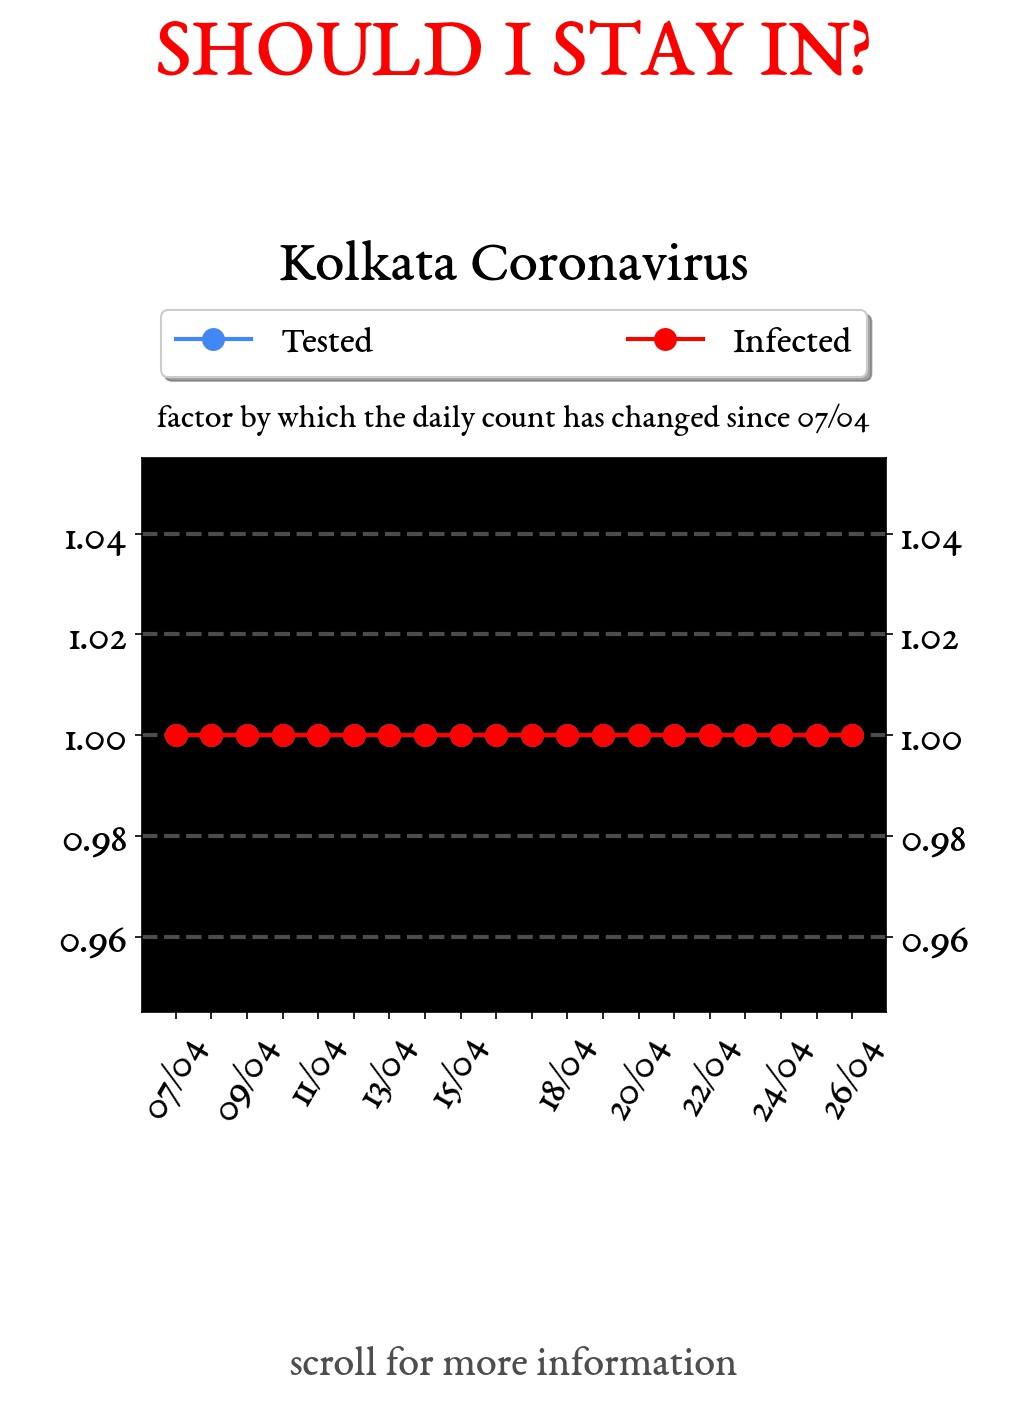 SHOULD I STAY IN?
Kolkata Coronavirus
Tested Infected
factor by which the daily count has changed since 07/04
1.04 1.04
1.02 1.02
1.00 1.00
0.98 0.98
0.96 0.96
07/04 09/04 11/04 13/04 15/04 18/04 20/04 22/04 24/04 26/04
scroll for more information